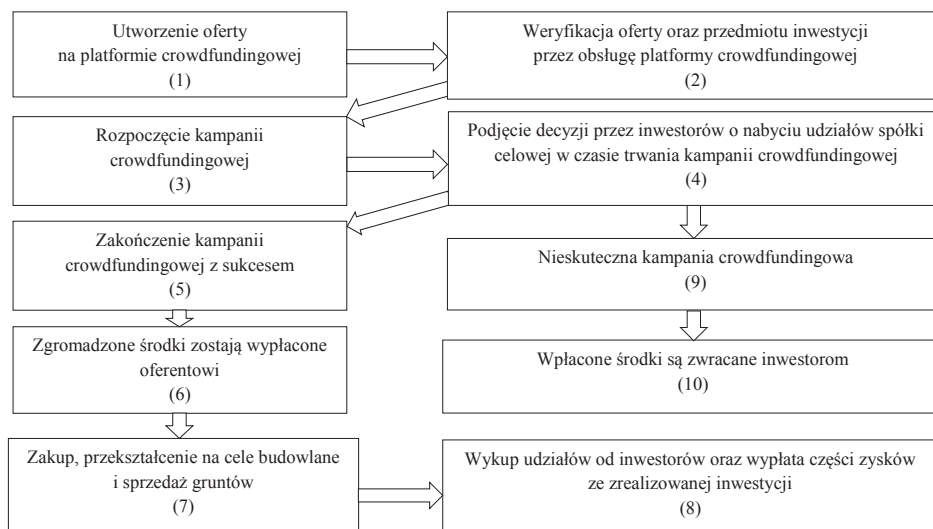 Utworzenie oferty
na platformie crowdfundingowej
(1)
Weryfikacja oferty oraz przedmiotu inwestycji
przez obsługę platformy crowdfundingowej
(2)
Rozpoczęcie kampanii
crowdfundingowej
(3)
Podjęcie decyzji przez inwestorów o nabyciu udziałów spółki
celowej w czasie trwania kampanii crowdfundingowej
(4)
Zakończenie kampanii
crowdfundingowej z sukcesem
(5)
Nieskuteczna kampania crowdfundingowa
(9)
Zgromadzone środki zostają wypłacone
oferentowi
(6)
Wpłacone środki są zwracane inwestorom
(10)
Zakup, przekształcenie na cele budowlane
i sprzedaż gruntów
(7)
Wykup udziałów od inwestorów oraz wypłata części zysków
ze zrealizowanej inwestycji
(8)